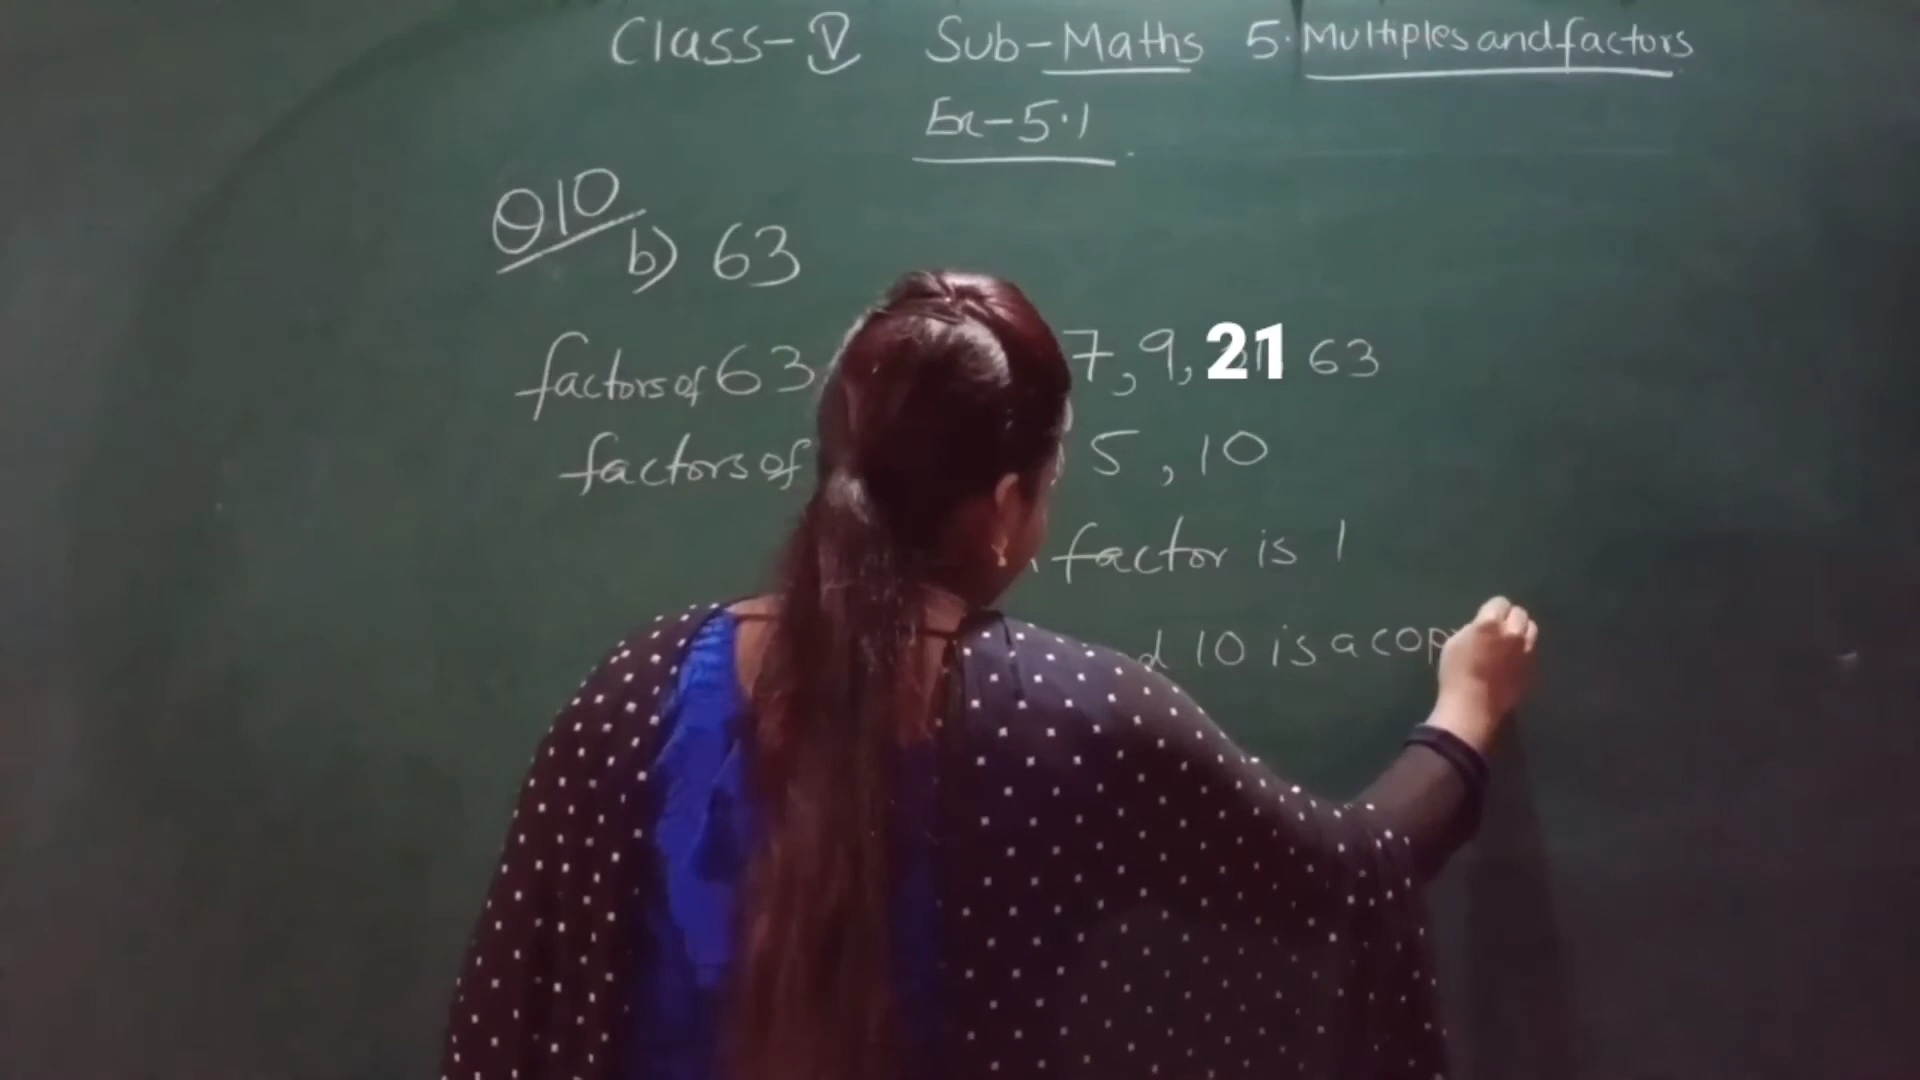 Class-V Sub-Maths 5. Multiples and factors
Ex-5.1
Q10
b) 63
factors of 63 7, 9, 21 63
factors of 5, 10
factor is 1
10 is a cop